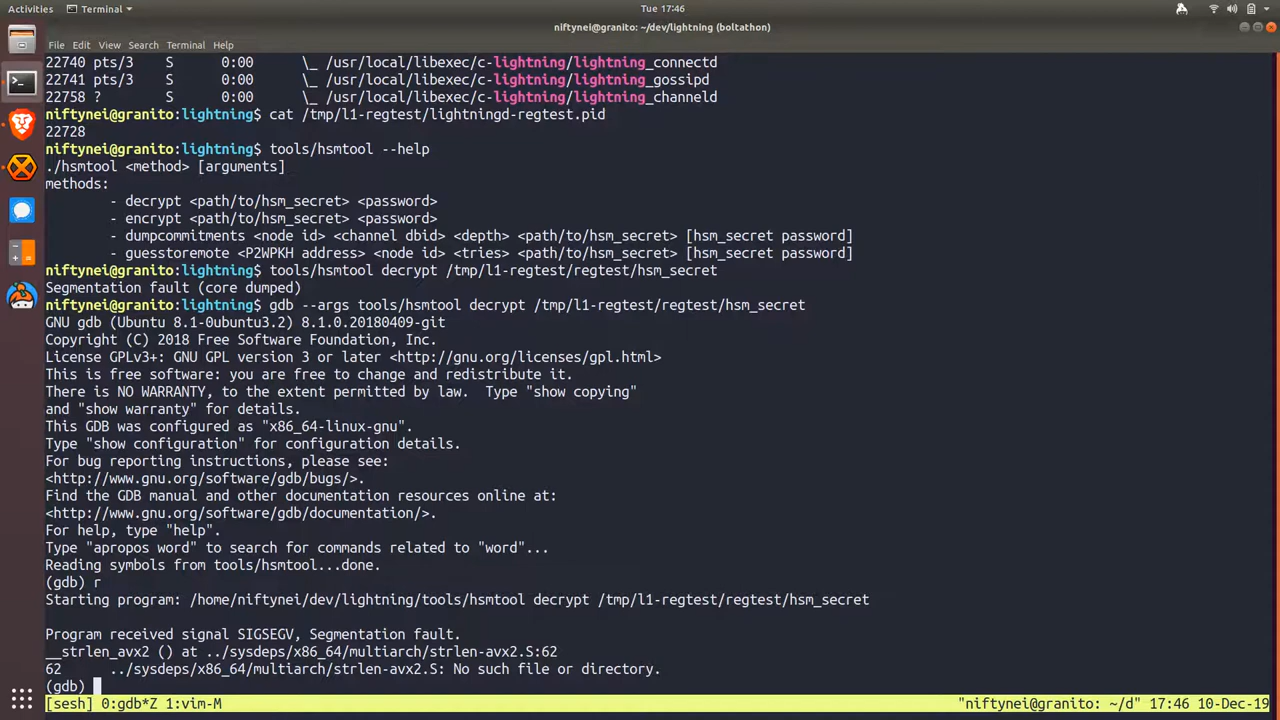 Activities Terminal Tue 17:46
niftynei@granito: ~/dev/lightning (boltathon)
File Edit View Search Terminal Help
22740 pts/3    S      0:00      \_ /usr/local/libexec/c-lightning/lightning_connectd
22741 pts/3    S      0:00      \_ /usr/local/libexec/c-lightning/lightning_gossipd
22758 ?        S      0:00      \_ /usr/local/libexec/c-lightning/lightning_channeld
niftynei@granito:lightning$ cat /tmp/l1-regtest/lightningd-regtest.pid
22728
niftynei@granito:lightning$ tools/hsmtool --help
./hsmtool <method> [arguments]
methods:
        - decrypt <path/to/hsm_secret> <password>
        - encrypt <path/to/hsm_secret> <password>
        - dumpcommitments <node id> <channel dbid> <depth> <path/to/hsm_secret> [hsm_secret password]
        - guesstoremote <P2WPKH address> <node id> <tries> <path/to/hsm_secret> [hsm_secret password]
niftynei@granito:lightning$ tools/hsmtool decrypt /tmp/l1-regtest/regtest/hsm_secret
Segmentation fault (core dumped)
niftynei@granito:lightning$ gdb --args tools/hsmtool decrypt /tmp/l1-regtest/regtest/hsm_secret
GNU gdb (Ubuntu 8.1-0ubuntu3.2) 8.1.0.20180409-git
Copyright (C) 2018 Free Software Foundation, Inc.
License GPLv3+: GNU GPL version 3 or later <http://gnu.org/licenses/gpl.html>
This is free software: you are free to change and redistribute it.
There is NO WARRANTY, to the extent permitted by law.  Type "show copying"
and "show warranty" for details.
This GDB was configured as "x86_64-linux-gnu".
Type "show configuration" for configuration details.
For bug reporting instructions, please see:
<http://www.gnu.org/software/gdb/bugs/>.
Find the GDB manual and other documentation resources online at:
<http://www.gnu.org/software/gdb/documentation/>.
For help, type "help".
Type "apropos word" to search for commands related to "word"...
Reading symbols from tools/hsmtool...done.
(gdb) r
Starting program: /home/niftynei/dev/lightning/tools/hsmtool decrypt /tmp/l1-regtest/regtest/hsm_secret
Program received signal SIGSEGV, Segmentation fault.
__strlen_avx2 () at ../sysdeps/x86_64/multiarch/strlen-avx2.S:62
62      ../sysdeps/x86_64/multiarch/strlen-avx2.S: No such file or directory.
(gdb)
[sesh] 0:gdb*Z 1:vim-M "niftynei@granito: ~/d" 17:46 10-Dec-19